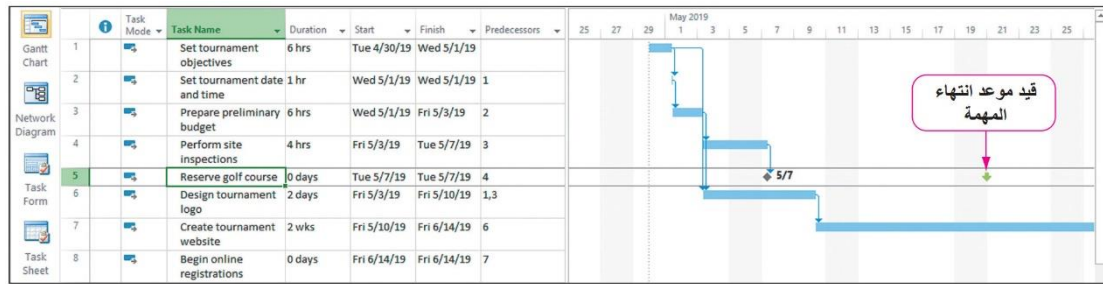 May 2019
25 27 29 1 3 5 7 9 11 13 15 17 19 21 23 25
Task Mode Task Name Duration Start Finish Predecessors
Gantt Chart
Network Diagram
Task Form
Task Sheet
1 Set tournament objectives 6 hrs Tue 4/30/19 Wed 5/1/19
2 Set tournament date and time 1 hr Wed 5/1/19 Wed 5/1/19 1
3 Prepare preliminary budget 6 hrs Wed 5/1/19 Fri 5/3/19 2
4 Perform site inspections 4 hrs Fri 5/3/19 Tue 5/7/19 3
5 Reserve golf course 0 days Tue 5/7/19 Tue 5/7/19 4
6 Design tournament logo 2 days Fri 5/3/19 Fri 5/10/19 1,3
7 Create tournament website 2 wks Fri 5/10/19 Fri 6/14/19 6
8 Begin online registrations 0 days Fri 6/14/19 Fri 6/14/19 7
قيد موعد انتهاء
المهمة
5/7